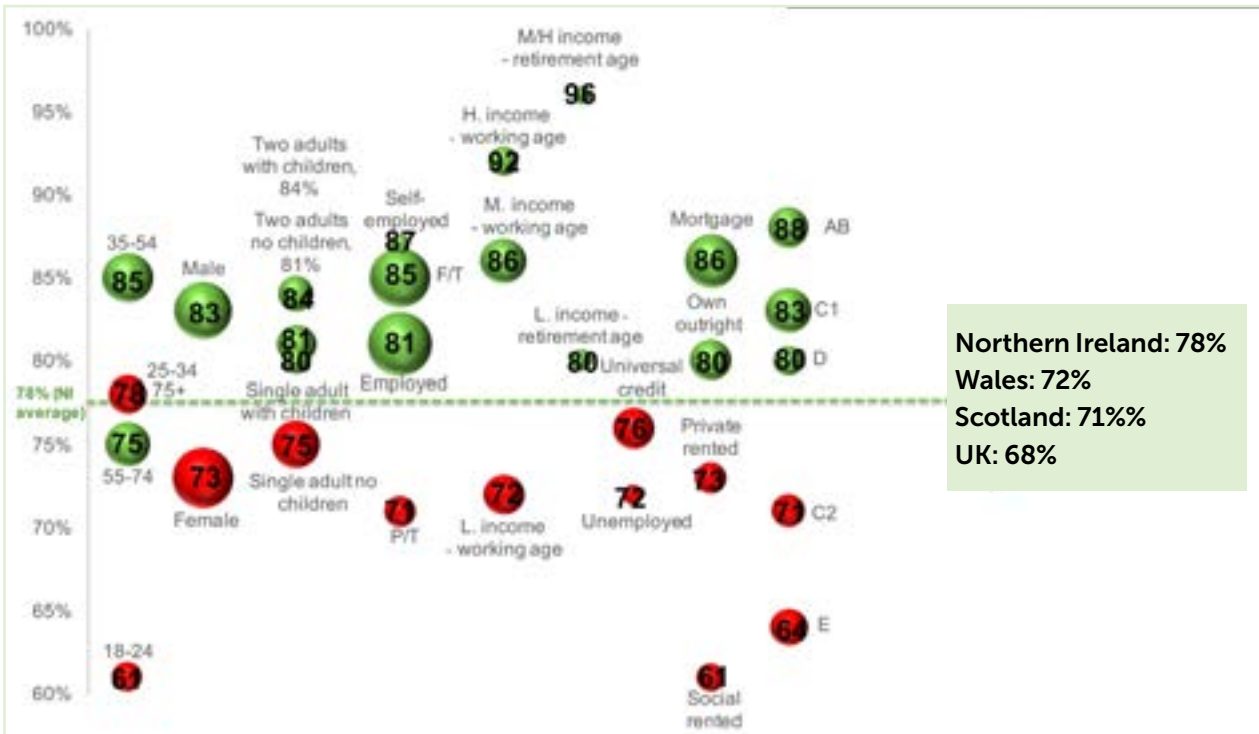 100%
95%
90%
85%
80%
78% (NI
average)
75%
70%
65%
60%
35-54
85
25-34
78
75+
75
55-74
18-24
61
Male
83
73
Female
Two adults
with children,
84%
Two adults
no children,
81%
84
81
80
Single adult
with children
75
Single adult no
children
Self-
employed
87
85
F/T
81
Employed
71
P/T
H. income
- working age
92
M. income
- working age
86
72
L. income
- working age
M/H income
- retirement age
96
L. income -
retirement age
80
Universal
credit
76
72
Unemployed
Mortgage
86
Own
outright
80
Private
rented
73
61
Social
rented
88
AB
83
C1
80
D
71
C2
64
E
Northern Ireland: 78%
Wales: 72%
Scotland: 71%%
UK: 68%